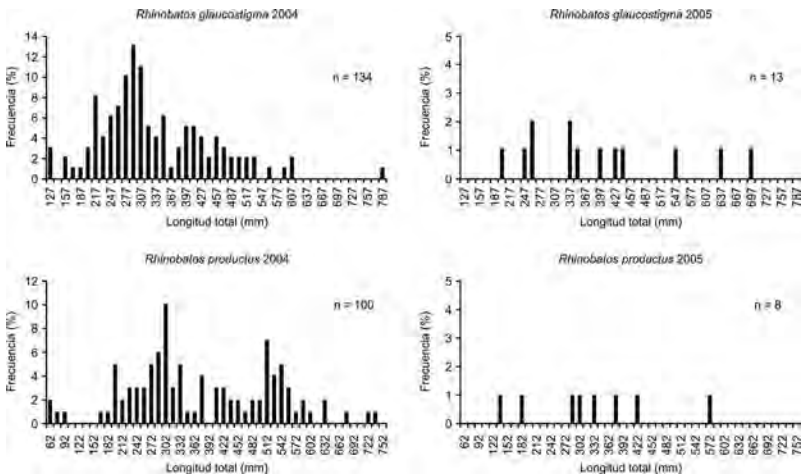 Rhinobatos glaucostigma 2004
14
12
10
8
6
4
2
0
Frecuencia (%)
n = 134
127 157 187 217 247 277 307 337 367 397 427 457 487 517 547 577 607 637 667 697 727 757 787
Longitud total (mm)
Rhinobatos glaucostigma 2005
5
4
3
2
1
0
Frecuencia (%)
n = 13
127 157 187 217 247 277 307 337 367 397 427 457 487 517 547 577 607 637 667 697 727 757 787
Longitud total (mm)
Rhinobatos productus 2004
12
10
8
6
4
2
0
Frecuencia (%)
n = 100
62 92 122 152 182 212 242 272 302 332 362 392 422 452 482 512 542 572 602 632 662 692 722 752
Longitud total (mm)
Rhinobatos productus 2005
5
4
3
2
1
0
Frecuencia (%)
n = 8
62 92 122 152 182 212 242 272 302 332 362 392 422 452 482 512 542 572 602 632 662 692 722 752
Longitud total (mm)